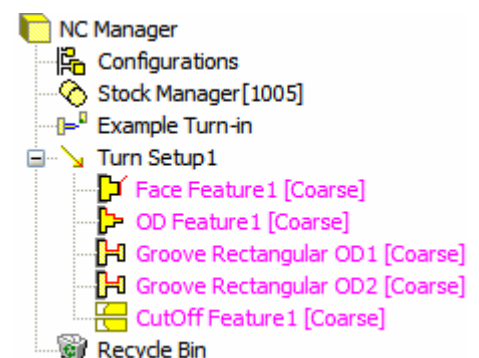 NC Manager
Configurations
Stock Manager[1005]
Example Turn-in
Turn Setup1
Face Feature1 [Coarse]
OD Feature1 [Coarse]
Groove Rectangular OD1 [Coarse]
Groove Rectangular OD2 [Coarse]
CutOff Feature1 [Coarse]
Recycle Bin